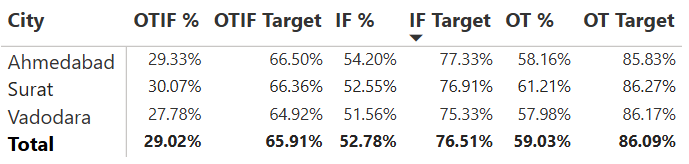 City OTIF % OTIF Target IF % IF Target OT % OT Target
Ahmedabad 29.33% 66.50% 54.20% 77.33% 58.16% 85.83%
Surat 30.07% 66.36% 52.55% 76.91% 61.21% 86.27%
Vadodara 27.78% 64.92% 51.56% 75.33% 57.98% 86.17%
Total 29.02% 65.91% 52.78% 76.51% 59.03% 86.09%